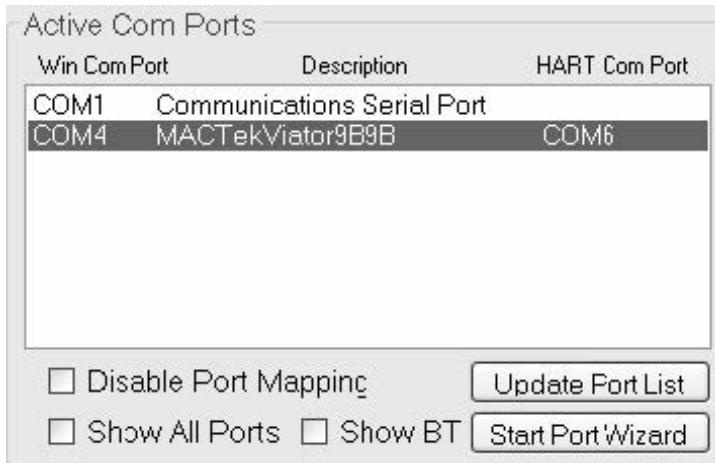 Active Com Ports
Win Com Port Description HART Com Port
COM1 Communications Serial Port
COM4 MACTekViator9B9B COM6
Disable Port Mapping Update Port List
Show All Ports Show BT Start Port Wizard